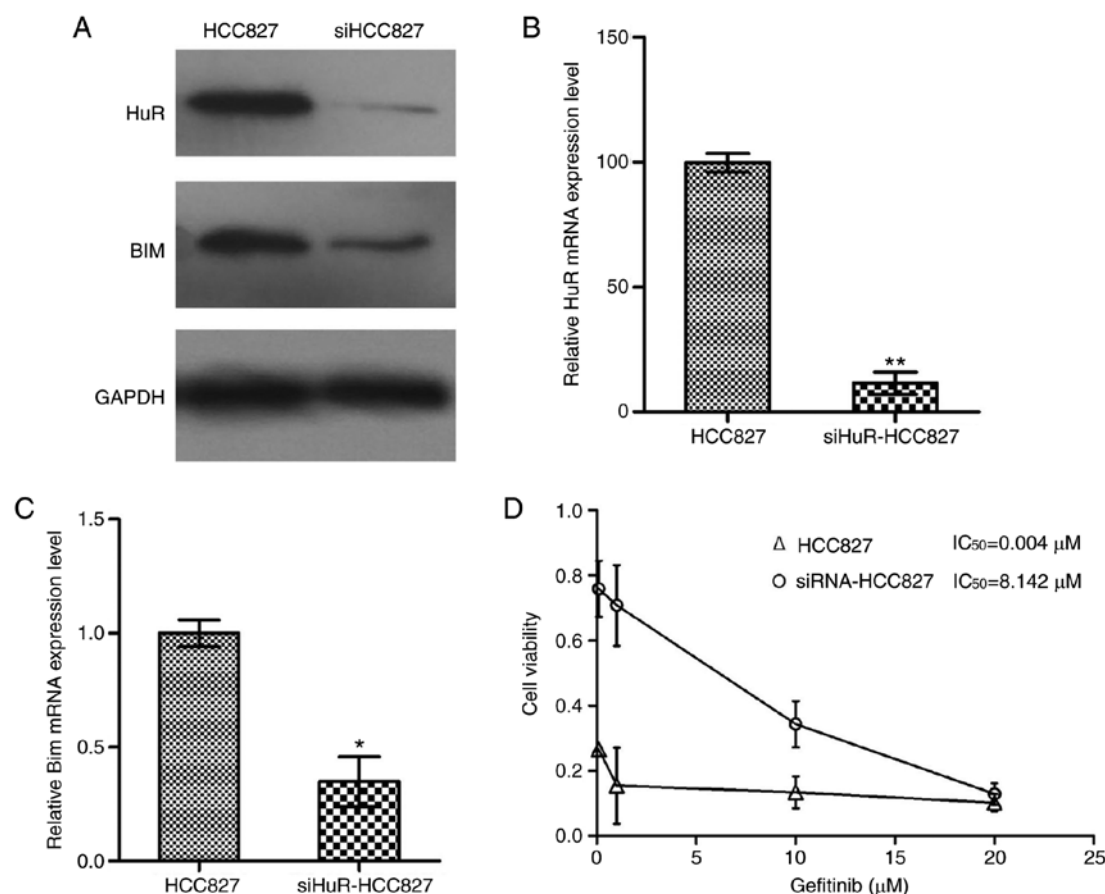 A
HCC827 siHCC827
HuR
BIM
GAPDH
B
Relative HuR mRNA expression level
150
100
50
0
**
HCC827 siHuR-HCC827
C
Relative Bim mRNA expression level
1.5
1.0
0.5
0.0
*
HCC827 siHuR-HCC827
D
Cell viability
1.0
0.8
0.6
0.4
0.2
0.0
HCC827 IC50=0.004 μM
siRNA-HCC827 IC50=8.142 μM
0 5 10 15 20 25
Gefitinib (μM)